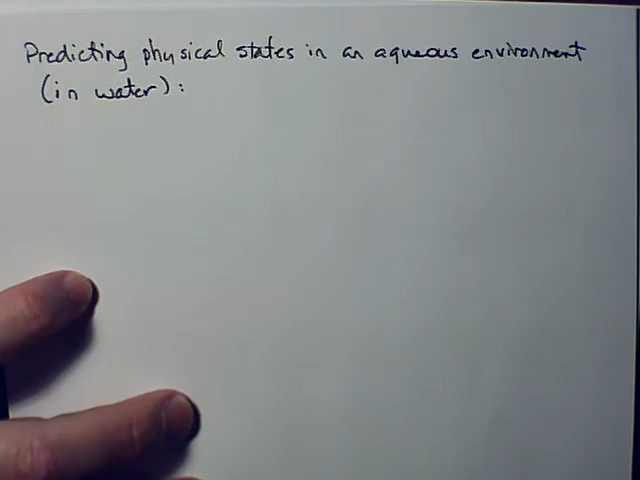 Predicting physical states in an aqueous environment
(in water):